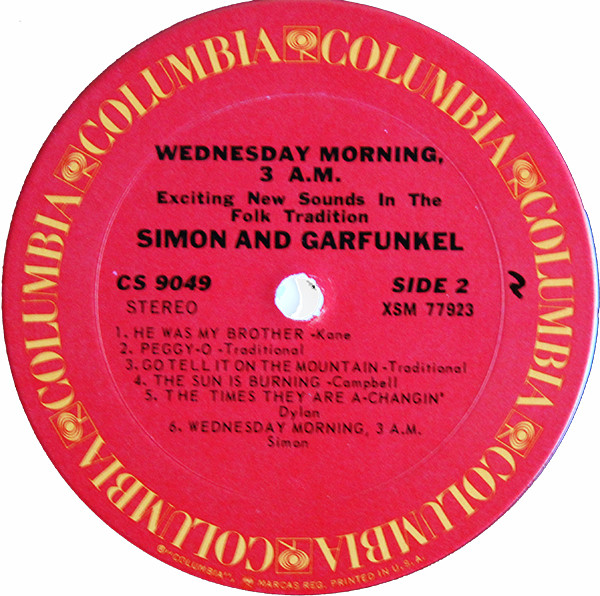 COLUMBIA COLUMBIA COLUMBIA COLUMBIA COLUMBIA COLUMBIA COLUMBIA
WEDNESDAY MORNING,
3 A.M.
Exciting New Sounds In The
Folk Tradition
SIMON AND GARFUNKEL
CS 9049 SIDE 2 2
STEREO XSM 77923
1. HE WAS MY BROTHER -Kane
2. PEGGY-O -Traditional
3. GO TELL IT ON THE MOUNTAIN -Traditional
4. THE SUN IS BURNING -Campbell
5. THE TIMES THEY ARE A-CHANGIN'
Dylan
6. WEDNESDAY MORNING, 3 A.M.
Simon
®"COLUMBIA", MARCAS REG. PRINTED IN U.S.A.